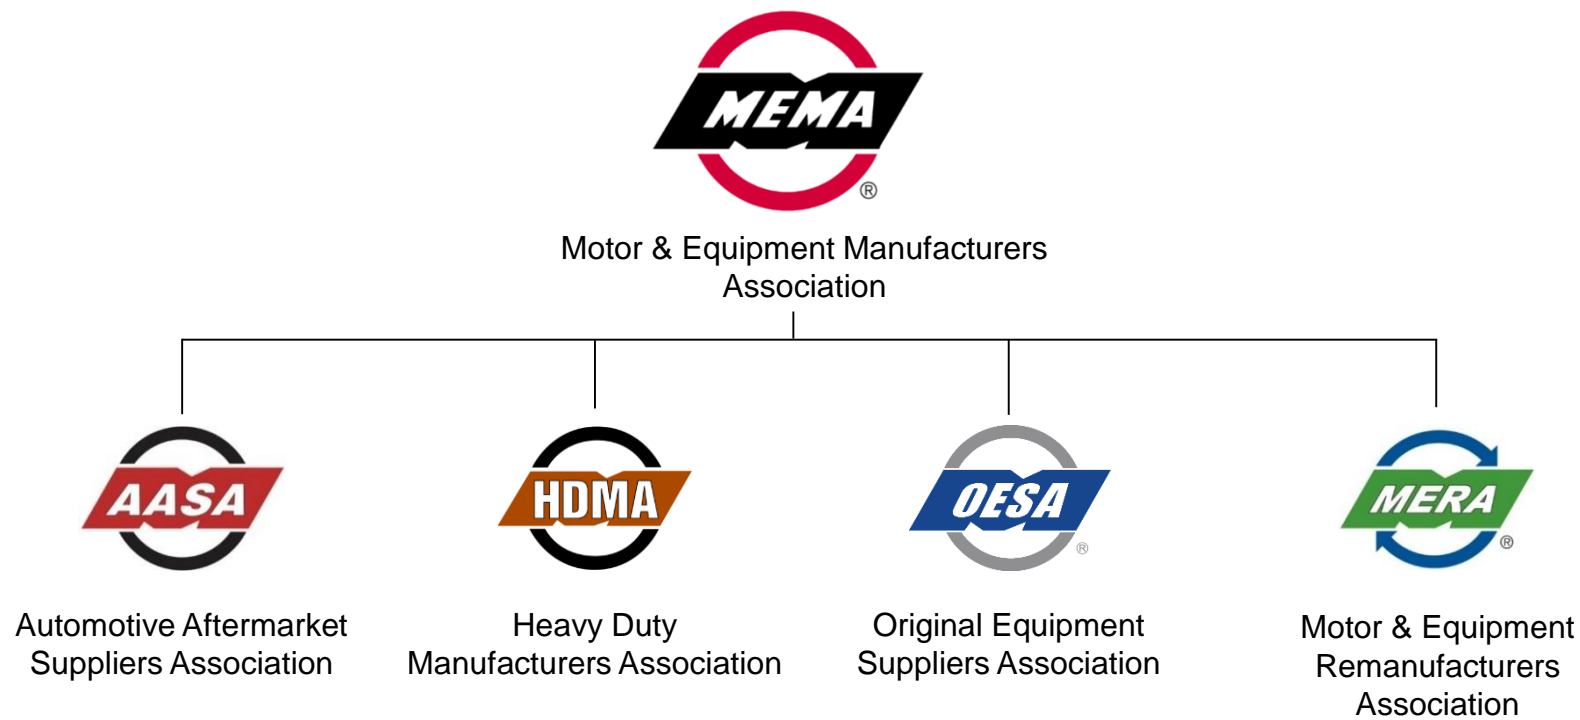 MEMA
®
Motor & Equipment Manufacturers
Association
AASA
HDMA
OESA
®
MERA
®
Automotive Aftermarket
Suppliers Association
Heavy Duty
Manufacturers Association
Original Equipment
Suppliers Association
Motor & Equipment
Remanufacturers
Association